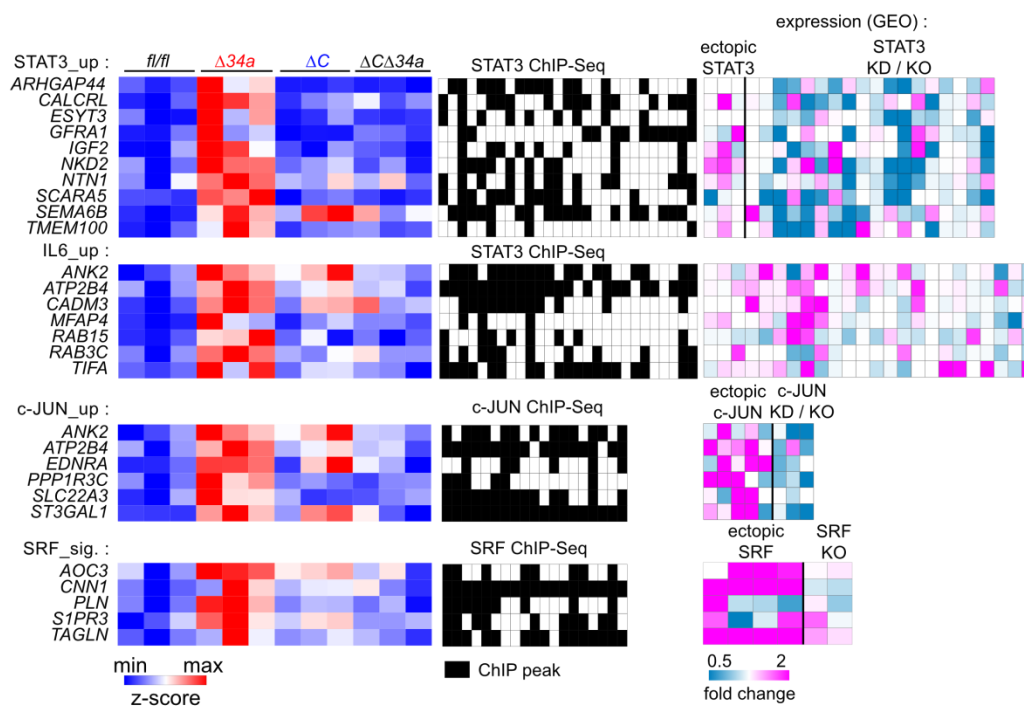 expression (GEO) :
STAT3_up : fl/fl Δ34a ΔC ΔCΔ34a STAT3 ChIP-Seq ectopic STAT3 STAT3 KD / KO
ARHGAP44
CALCRL
ESYT3
GFRA1
IGF2
NKD2
NTN1
SCARA5
SEMA6B
TMEM100
IL6_up : STAT3 ChIP-Seq
ANK2
ATP2B4
CADM3
MFAP4
RAB15
RAB3C
TIFA
c-JUN_up : c-JUN ChIP-Seq ectopic c-JUN c-JUN KD / KO
ANK2
ATP2B4
EDNRA
PPP1R3C
SLC22A3
ST3GAL1
SRF_sig. : SRF ChIP-Seq ectopic SRF SRF KO
AOC3
CNN1
PLN
S1PR3
TAGLN
min max
z-score
ChIP peak
0.5 2
fold change